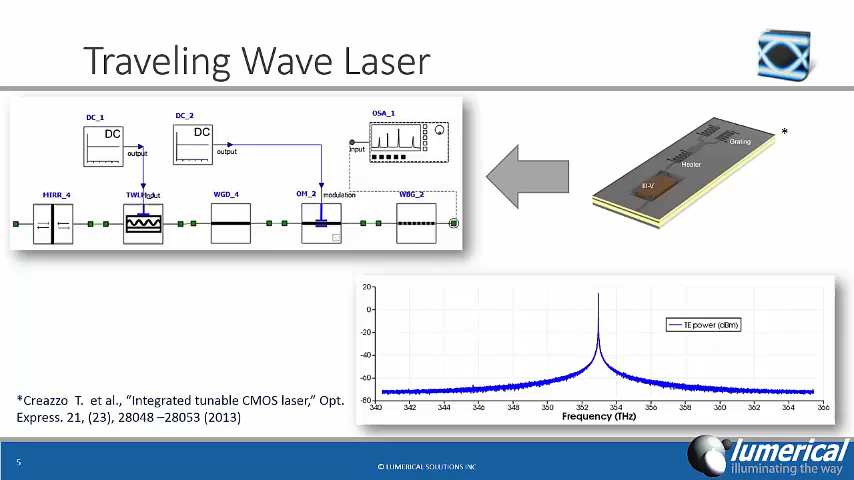 Traveling Wave Laser
DC_1
DC
output
DC_2
DC
output
OSA_1
input
MIRR_4
input
WGD_4
OM_2
modulation
WBG_2
Grating
Heater
III-V
*
20
0
-20
-40
-60
-80
340 342 344 346 348 350 352 354 356 358 360 362 364 366
Frequency (THz)
TE power (dBm)
*Creazzo T. et al., “Integrated tunable CMOS laser,” Opt.
Express. 21, (23), 28048 –28053 (2013)
5
© LUMERICAL SOLUTIONS INC
lumerical
illuminating the way